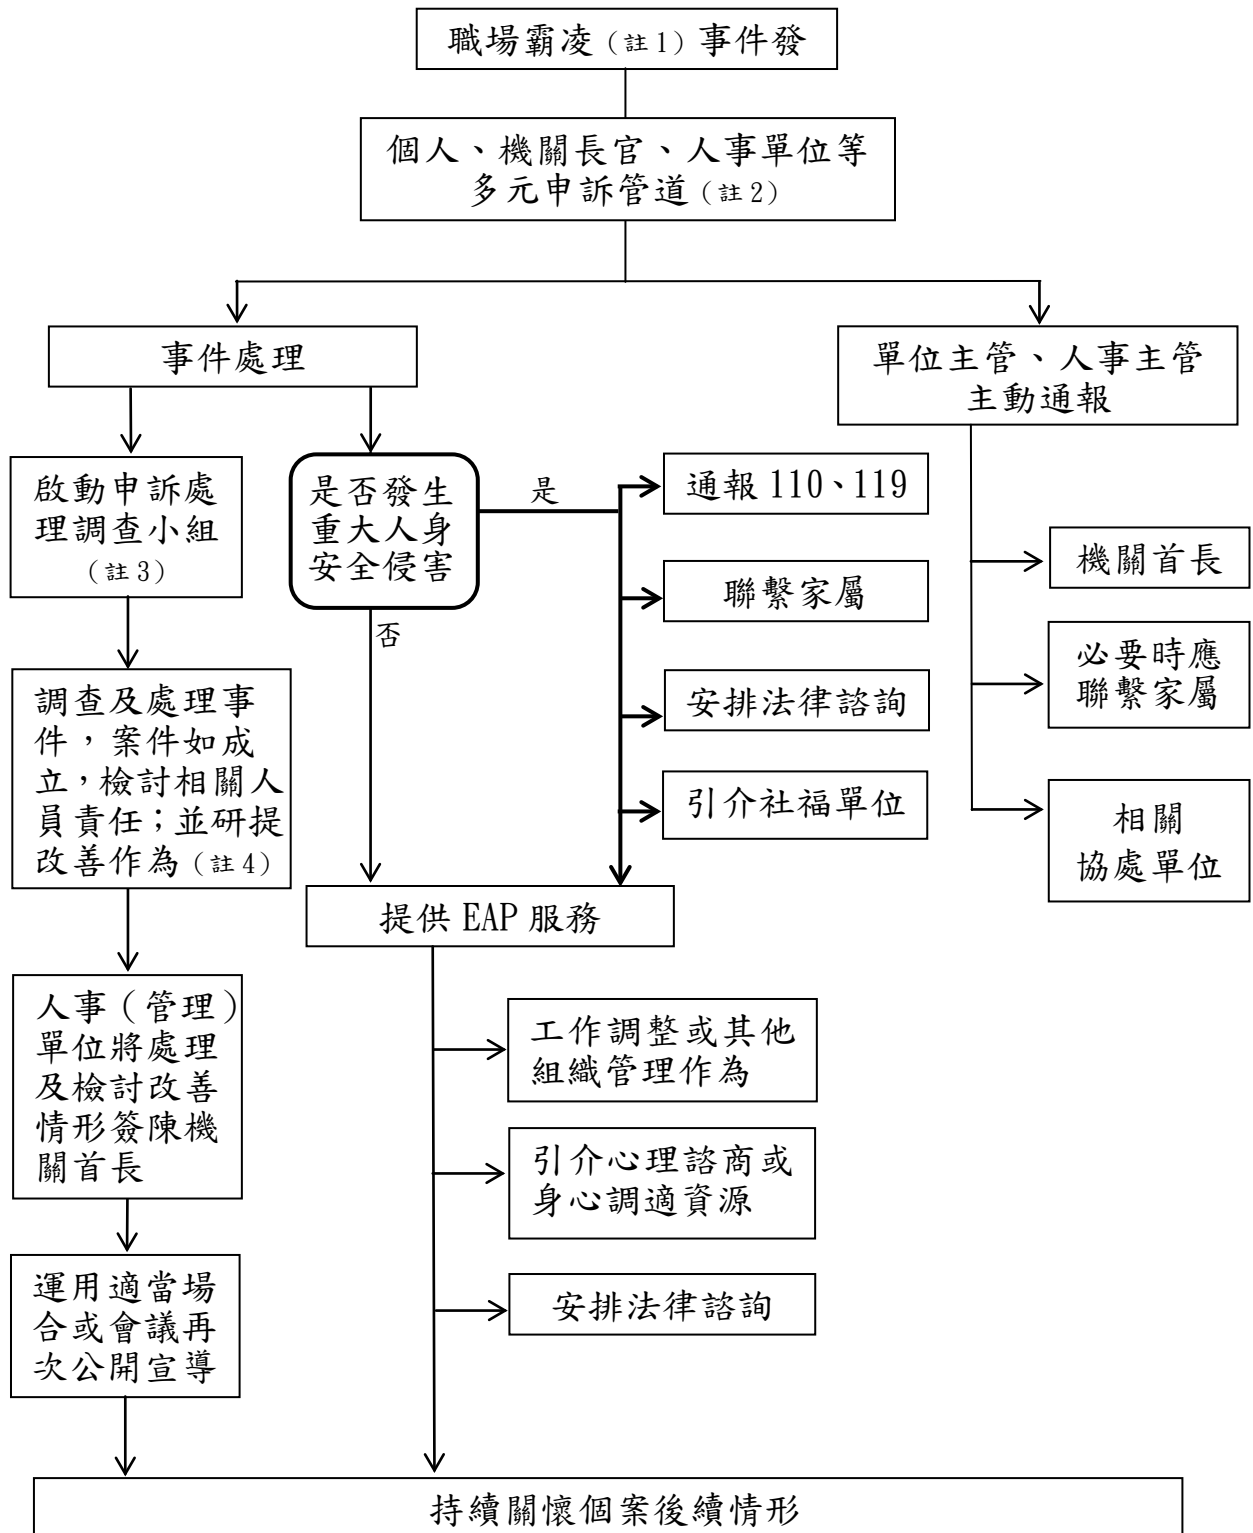 職場霸凌(註1)事件發
個人、機關長官、人事單位等
多元申訴管道(註2)
事件處理
單位主管、人事主管
主動通報
啟動申訴處
理調查小組
(註3)
是否發生
重大人身
安全侵害
是
否
通報 110、119
聯繫家屬
安排法律諮詢
引介社福單位
機關首長
必要時應
聯繫家屬
相關
協處單位
調查及處理事
件，案件如成
立，檢討相關人
員責任；並研提
改善作為(註4)
提供 EAP 服務
人事（管理）
單位將處理
及檢討改善
情形簽陳機
關首長
工作調整或其他
組織管理作為
引介心理諮商或
身心調適資源
安排法律諮詢
運用適當場
合或會議再
次公開宣導
持續關懷個案後續情形